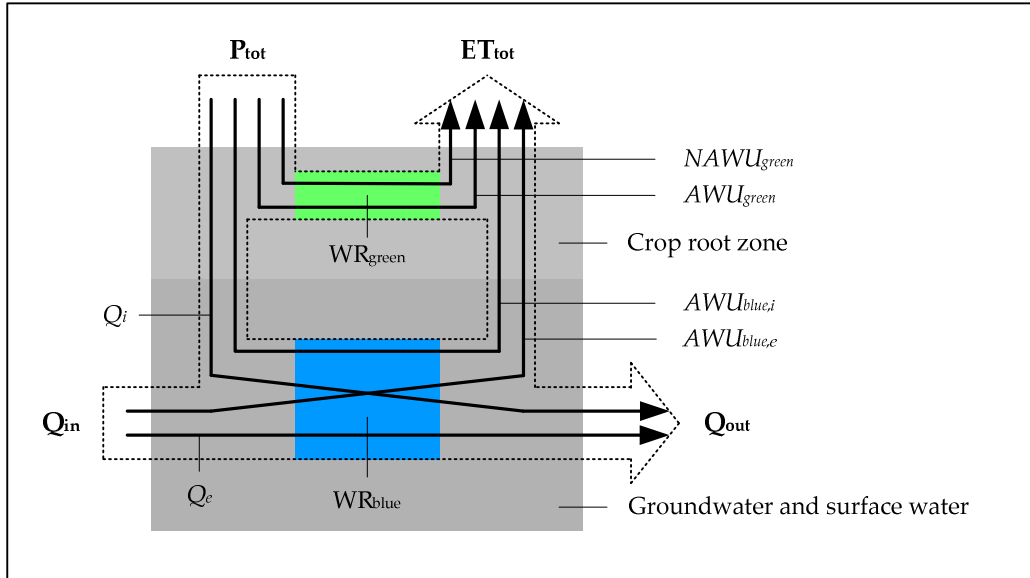 Ptot
ETtot
NAWUgreen
AWUgreen
WRgreen
Crop root zone
Qi
AWUblue,i
AWUblue,e
Qin
Qout
Qe
WRblue
Groundwater and surface water